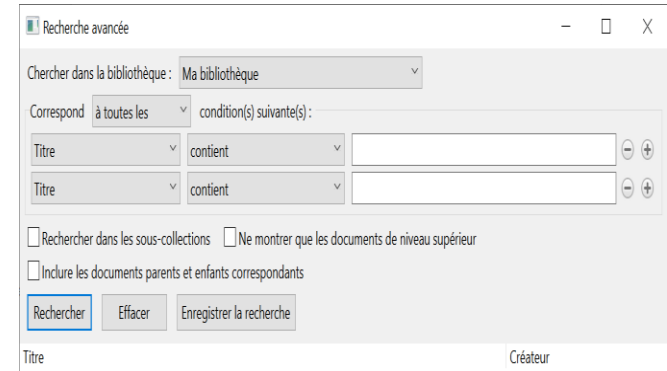 Recherche avancée
Chercher dans la bibliothèque : Ma bibliothèque
Correspond à toutes les condition(s) suivante(s) :
Titre contient
Titre contient
Rechercher dans les sous-collections Ne montrer que les documents de niveau supérieur
Inclure les documents parents et enfants correspondants
Rechercher Effacer Enregistrer la recherche
Titre Créateur